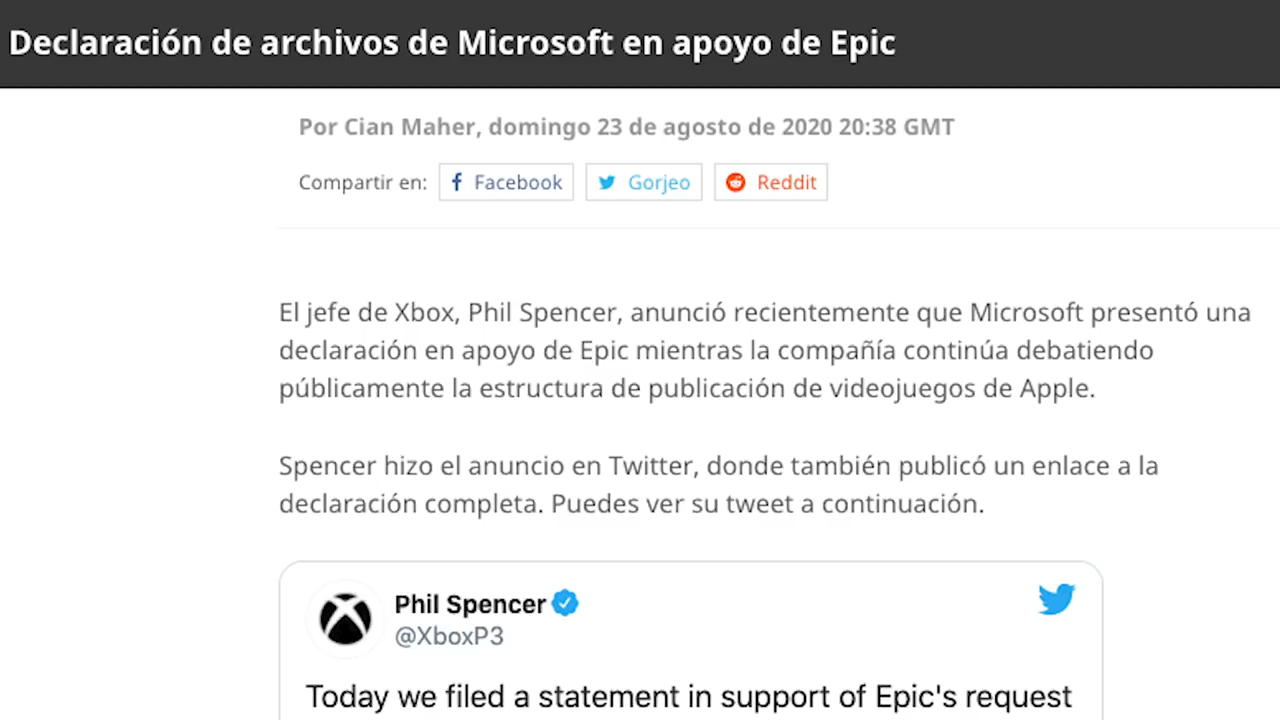 Declaración de archivos de Microsoft en apoyo de Epic
Por Cian Maher, domingo 23 de agosto de 2020 20:38 GMT
Compartir en: Facebook Gorjeo Reddit
El jefe de Xbox, Phil Spencer, anunció recientemente que Microsoft presentó una
declaración en apoyo de Epic mientras la compañía continúa debatiendo
públicamente la estructura de publicación de videojuegos de Apple.
Spencer hizo el anuncio en Twitter, donde también publicó un enlace a la
declaración completa. Puedes ver su tweet a continuación.
Phil Spencer
@XboxP3
Today we filed a statement in support of Epic's request